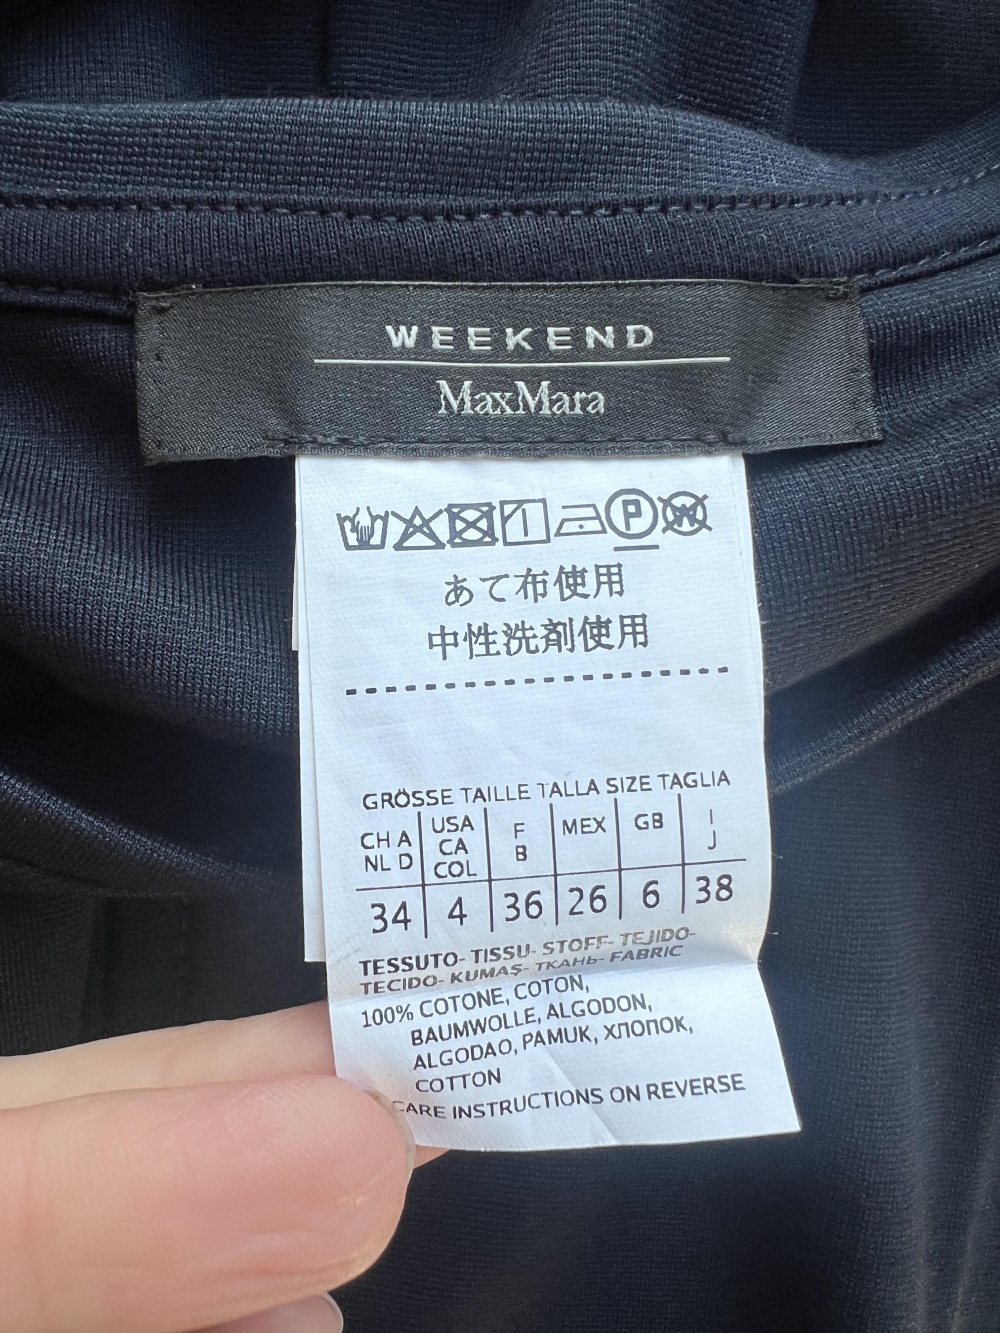 WEEKEND
MaxMara
P W
あて布使用
中性洗剤使用
GRÖSSE TAILLE TALLA SIZE TAGLIA
CH A NL D USA CA COL F B MEX GB I J
34 4 36 26 6 38
TESSUTO- TISSU- STOFF- TEJIDO-
TECIDO- KUMAŞ- ТКАНЬ- FABRIC
100% COTONE, COTON,
BAUMWOLLE, ALGODON,
ALGODAO, PAMUK, ХЛОПОК,
COTTON
CARE INSTRUCTIONS ON REVERSE